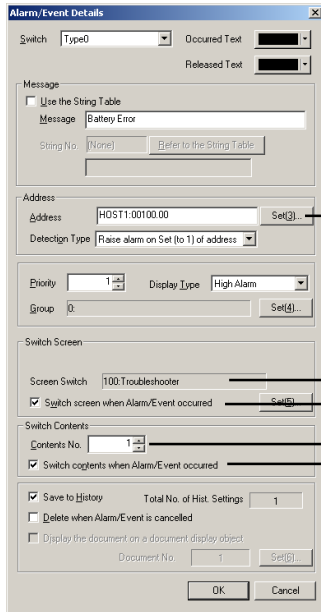 Alarm/Event Details
Switch Type0 Occurred Text
Released Text
Message
Use the String Table
Message Battery Error
String No. (None) Refer to the String Table
Address
Address HOST1:00100.00 Set(3)...
Detection Type Raise alarm on Set (to 1) of address
Priority 1 Display Type High Alarm
Group 0: Set(4)...
Switch Screen
Screen Switch 100:Troubleshooter
Switch screen when Alarm/Event occurred Set(5)...
Switch Contents
Contents No. 1
Switch contents when Alarm/Event occurred
Save to History Total No. of Hist. Settings 1
Delete when Alarm/Event is cancelled
Display the document on a document display object
Document No. 1 Set(6)...
OK Cancel